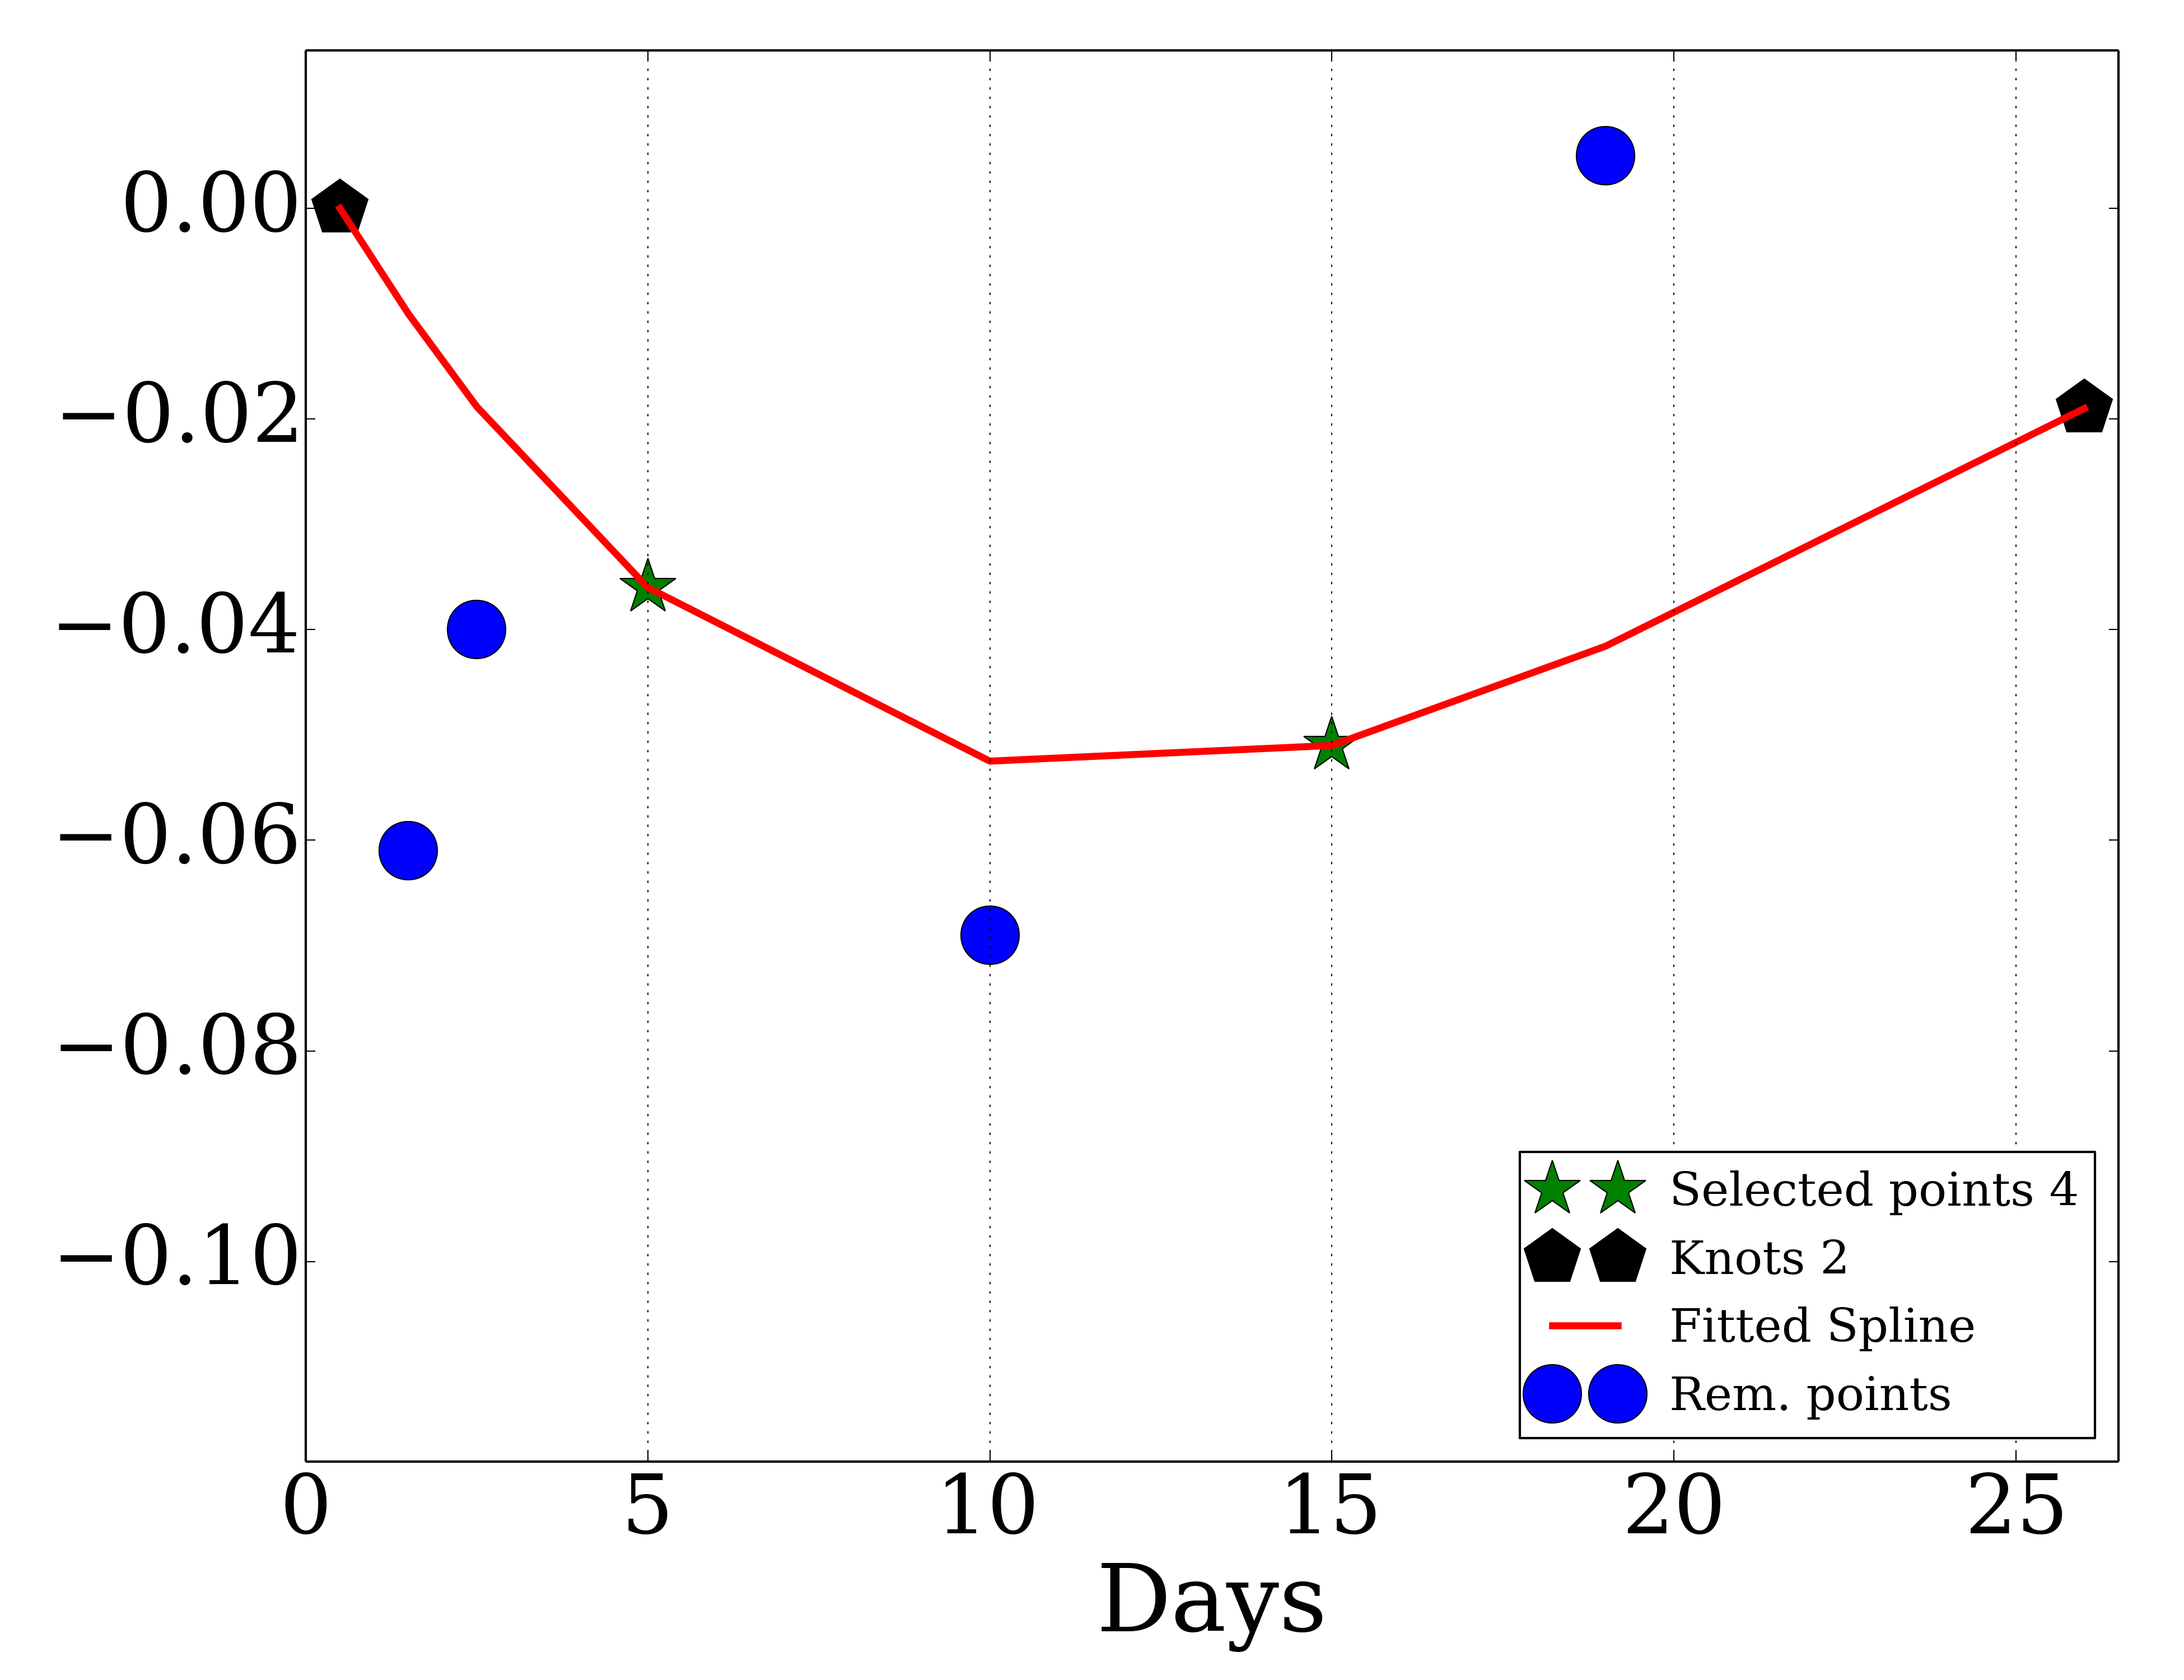 0.00
−0.02
−0.04
−0.06
−0.08
−0.10
Selected points 4
Knots 2
Fitted Spline
Rem. points
0 5 10 15 20 25
Days